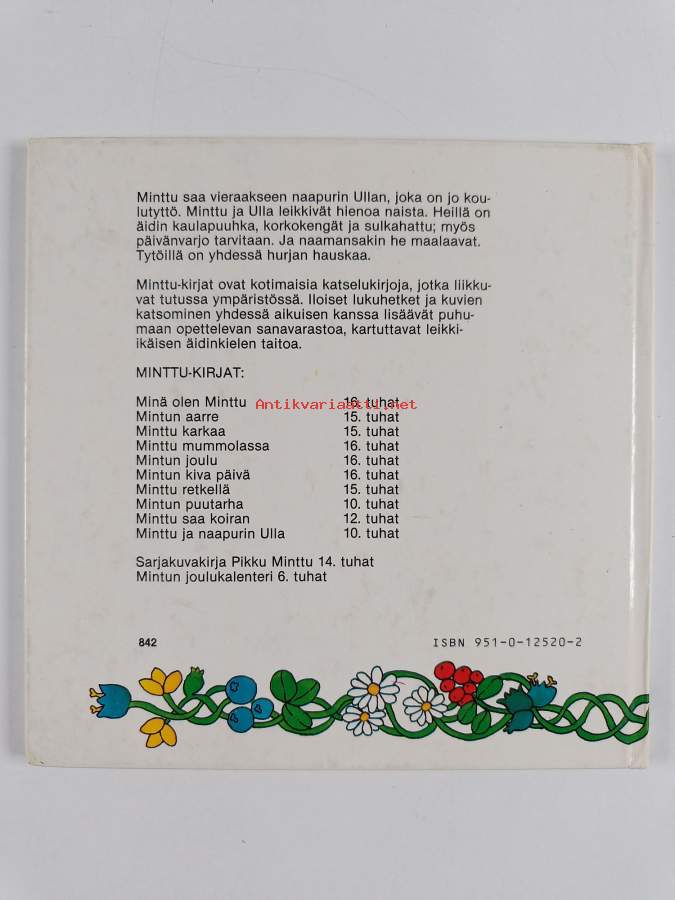 Minttu saa vieraakseen naapurin Ullan, joka on jo kou-
lutyttö. Minttu ja Ulla leikkivät hienoa naista. Heillä on
äidin kaulapuuhka, korkokengät ja sulkahattu; myös
päivänvarjo tarvitaan. Ja naamansakin he maalaavat.
Tytöillä on yhdessä hurjan hauskaa.
Minttu-kirjat ovat kotimaisia katselukirjoja, jotka liikku-
vat tutussa ympäristössä. Iloiset lukuhetket ja kuvien
katsominen yhdessä aikuisen kanssa lisäävät puhu-
maan opettelevan sanavarastoa, kartuttavat leikki-
ikäisen äidinkielen taitoa.
MINTTU-KIRJAT:
Minä olen Minttu 16. tuhat
Antikvariaatti.net
Mintun aarre 15. tuhat
Minttu karkaa 15. tuhat
Minttu mummolassa 16. tuhat
Mintun joulu 16. tuhat
Mintun kiva päivä 16. tuhat
Minttu retkellä 15. tuhat
Mintun puutarha 10. tuhat
Minttu saa koiran 12. tuhat
Minttu ja naapurin Ulla 10. tuhat
Sarjakuvakirja Pikku Minttu 14. tuhat
Mintun joulukalenteri 6. tuhat
842 ISBN 951-0-12520-2